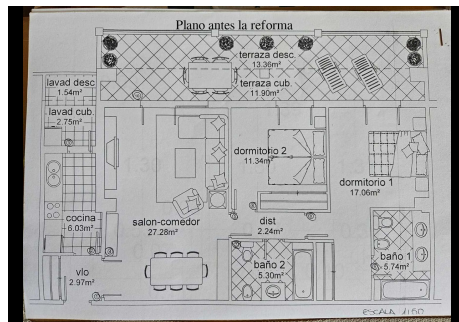 Plano antes la reforma
terraza desc.
13.36m²
terraza cub.
11.90m²
lavad desc.
1.54m²
lavad cub.
2.75m²
dormitorio 2
11.34m²
dormitorio 1
17.06m²
cocina
6.03m²
salon-comedor
27.28m²
dist
2.24m²
baño 2
5.30m²
baño 1
5.74m²
vio
2.97m²
ESCALA 1/50